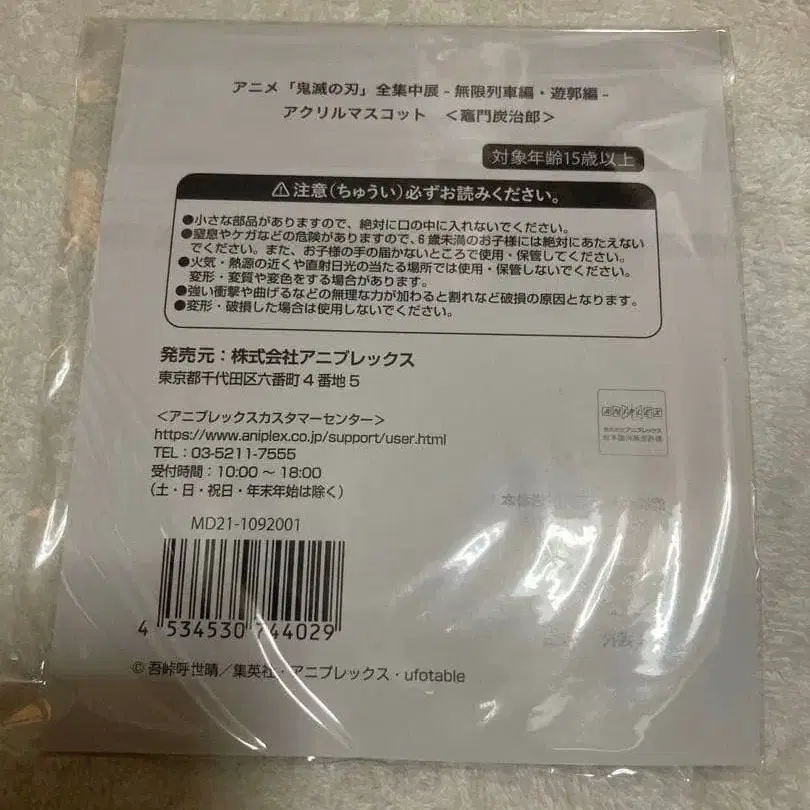 アニメ「鬼滅の刃」全集中展 - 無限列車編・遊郭編 -
アクリルマスコット <竈門炭治郎>
対象年齢15歳以上
⚠注意(ちゅうい)必ずお読みください。
●小さな部品がありますので、絶対に口の中に入れないでください。
●窒息やケガなどの危険がありますので、6歳未満のお子様には絶対にあたえない
でください。また、お子様の手の届かないところで使用・保管してください。
●火気・熱源の近くや直射日光の当たる場所では使用・保管しないでください。
変形・変質や変色をする場合があります。
●強い衝撃や曲げるなどの無理な力が加わると割れなど破損の原因となります。
●変形・破損した場合は使用しないでください。
発売元:株式会社アニプレックス
東京都千代田区六番町4番地5
<アニプレックスカスタマーセンター>
https://www.aniplex.co.jp/support/user.html
TEL:03-5211-7555
受付時間:10:00~18:00
(土・日・祝日・年末年始は除く)
ANIPLEX
株式会社アニプレックス
MD21-1092001
4 534530 744029
©吾峠呼世晴/集英社・アニプレックス・ufotable